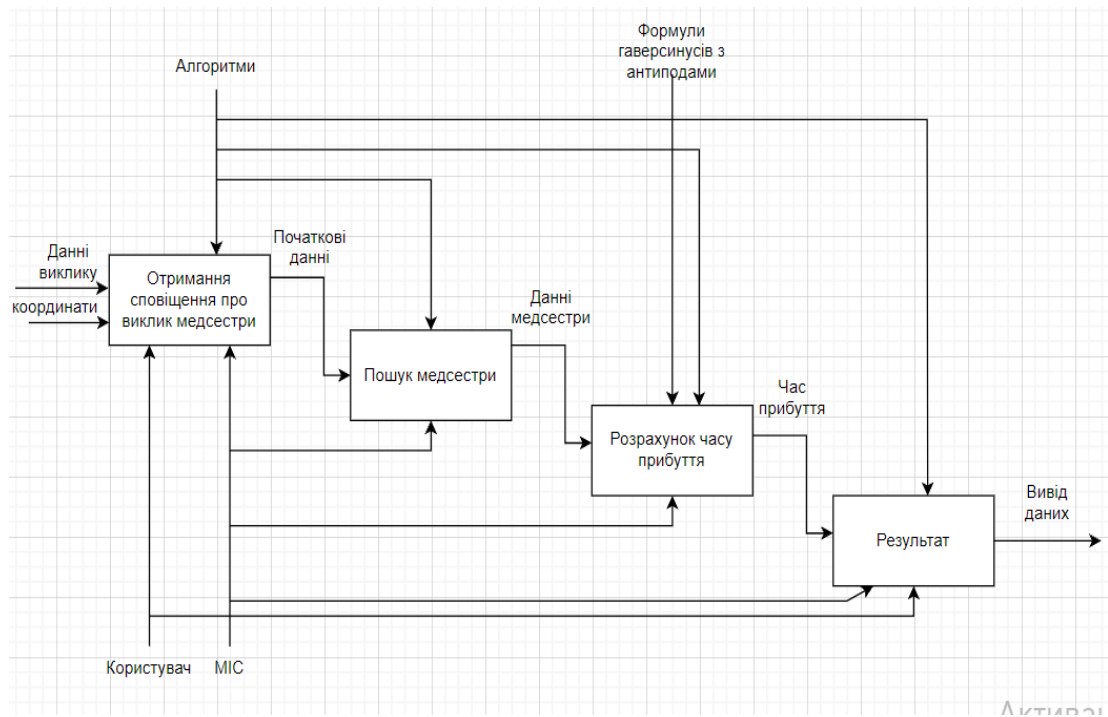 Формули
гаверсинусів з
антиподами
Алгоритми
Данні
виклику
координати
Отримання
сповіщення про
виклик медсестри
Початкові
данні
Пошук медсестри
Данні
медсестри
Розрахунок часу
прибуття
Час
прибуття
Результат
Вивід
даних
Користувач
МІС